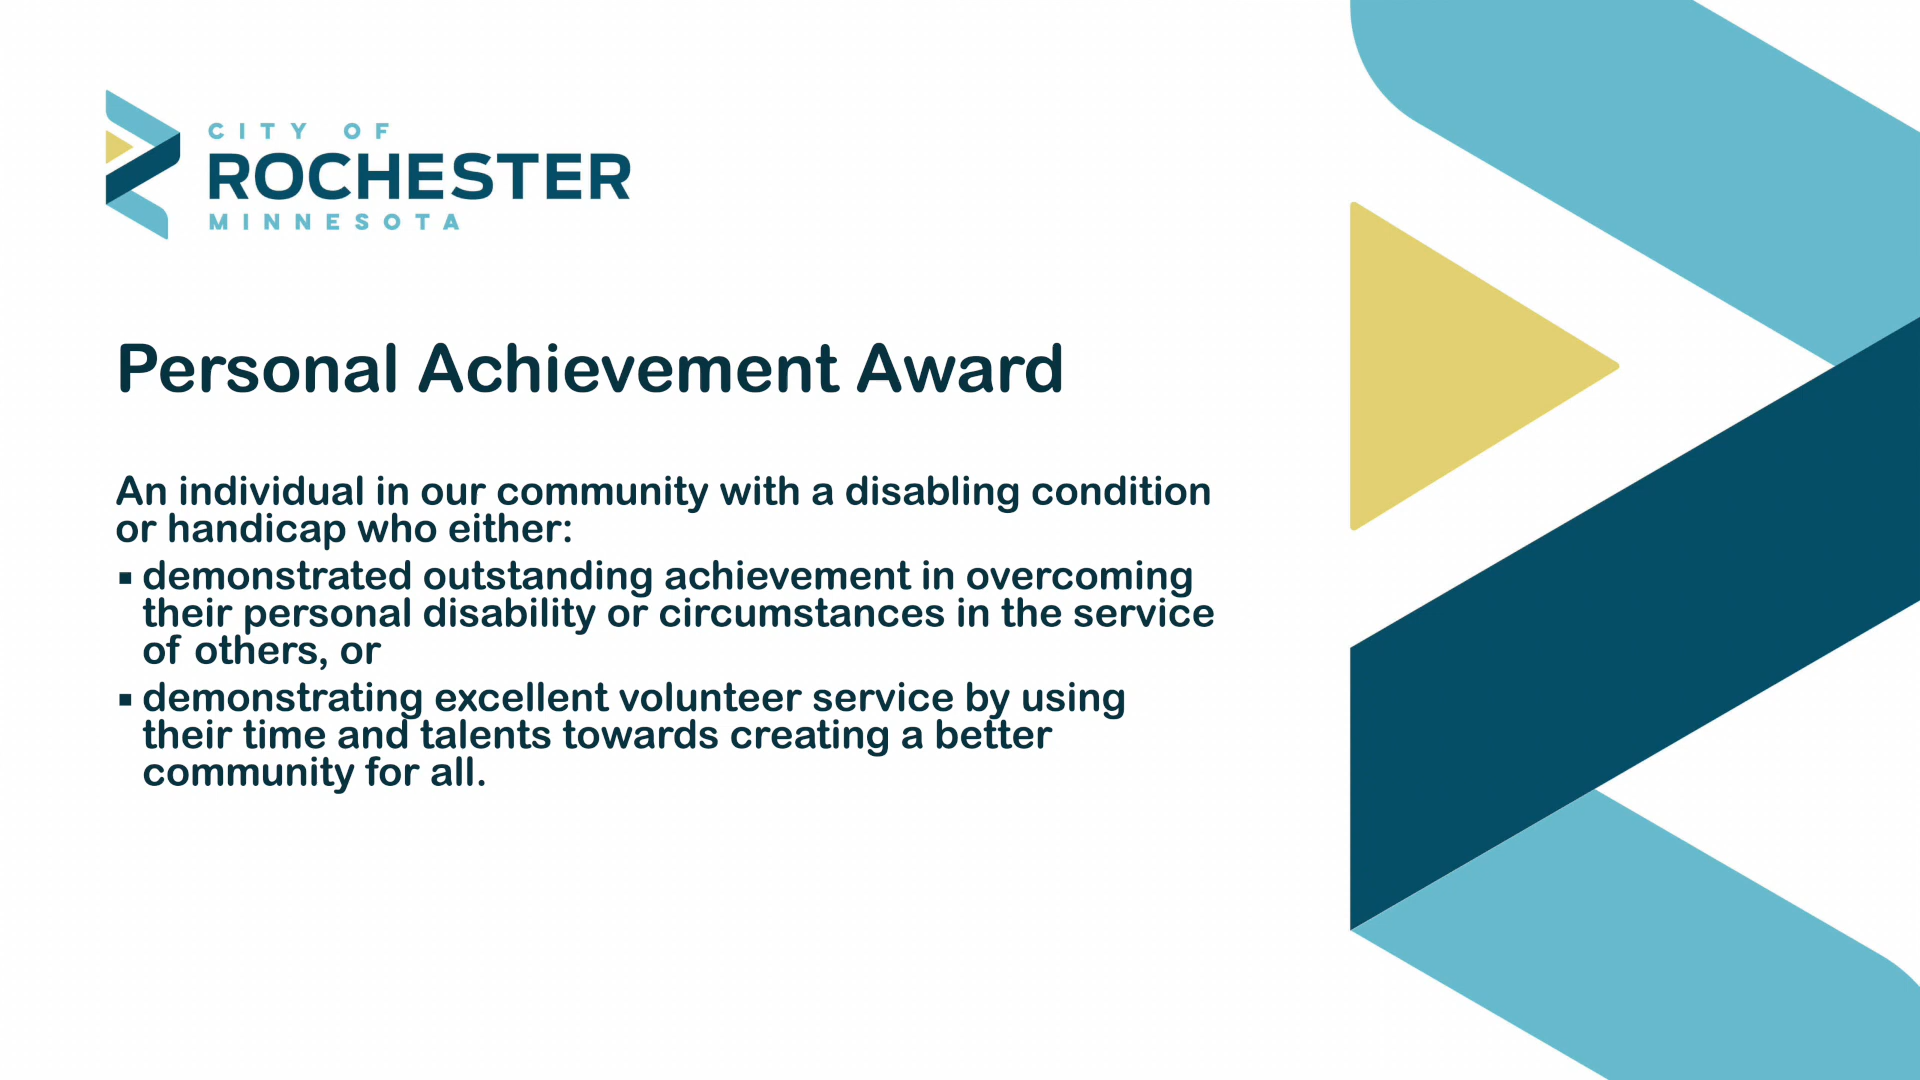 CITY OF
ROCHESTER
MINNESOTA
Personal Achievement Award
An individual in our community with a disabling condition
or handicap who either:
▪ demonstrated outstanding achievement in overcoming
their personal disability or circumstances in the service
of others, or
▪ demonstrating excellent volunteer service by using
their time and talents towards creating a better
community for all.